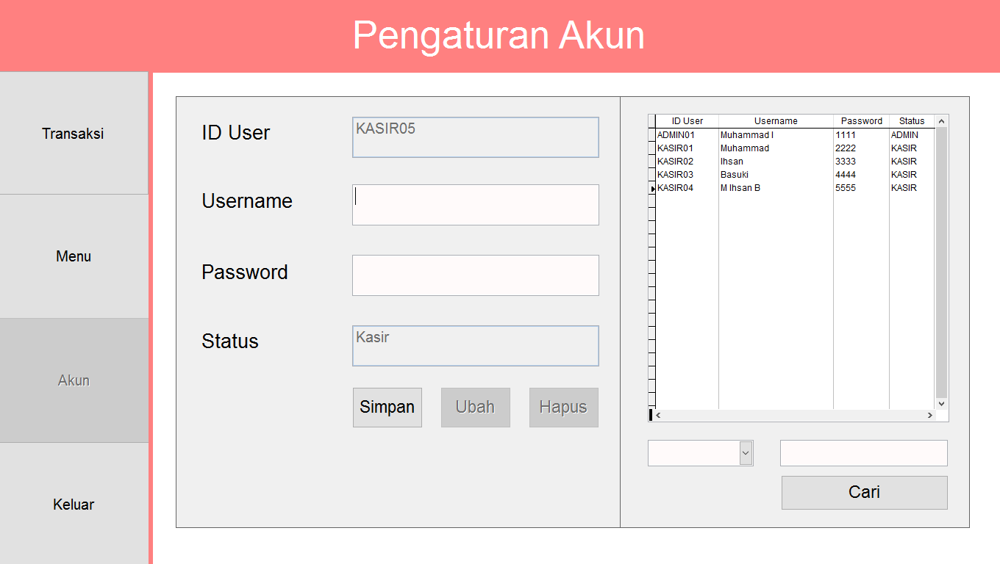 Pengaturan Akun
Transaksi
Menu
Akun
Keluar
ID User
KASIR05
Username
Password
Status
Kasir
Simpan Ubah Hapus
ID User Username Password Status
ADMIN01 Muhammad I 1111 ADMIN
KASIR01 Muhammad 2222 KASIR
KASIR02 Ihsan 3333 KASIR
KASIR03 Basuki 4444 KASIR
KASIR04 M Ihsan B 5555 KASIR
Cari